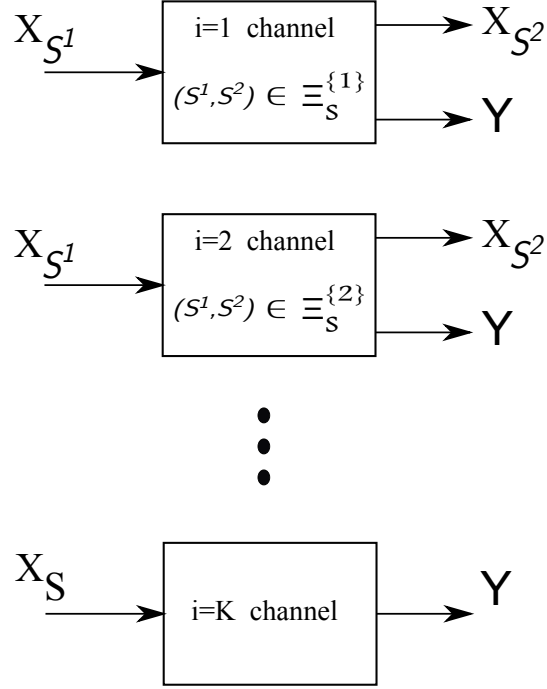 X_{S^1}
i=1 channel
(S^1,S^2) ∈ Ξ_s^{{1}}
X_{S^2}
Y
X_{S^1}
i=2 channel
(S^1,S^2) ∈ Ξ_s^{{2}}
X_{S^2}
Y
X_S
i=K channel
Y